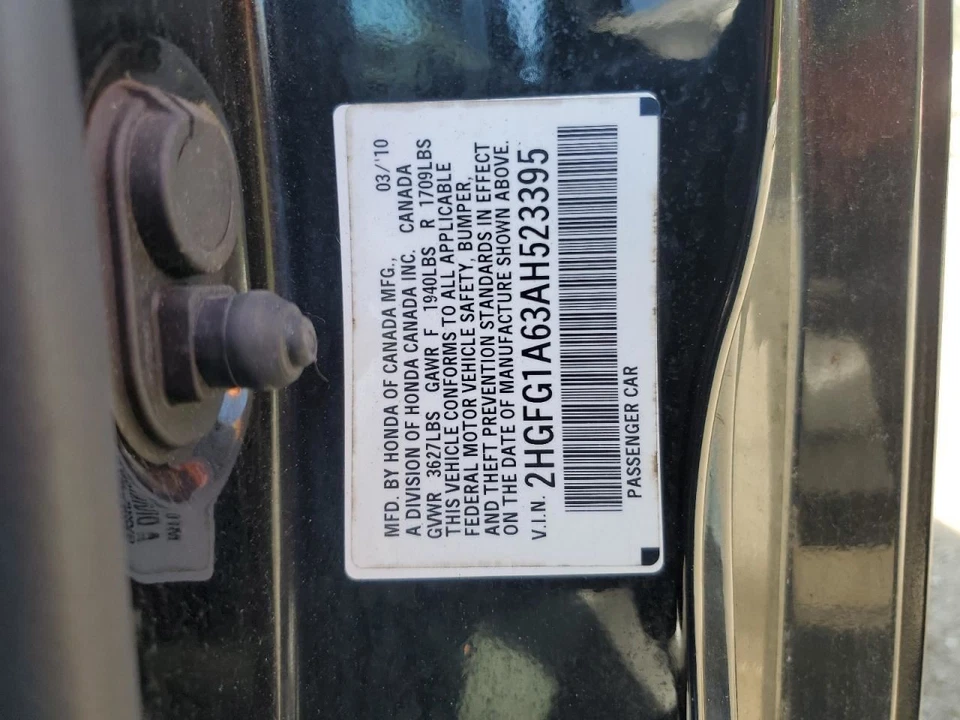 MFD. BY HONDA OF CANADA MFG., 03/'10
A DIVISION OF HONDA CANADA INC. CANADA
GVWR 3627LBS GAWR F 1940LBS R 1709LBS
THIS VEHICLE CONFORMS TO ALL APPLICABLE
FEDERAL MOTOR VEHICLE SAFETY, BUMPER,
AND THEFT PREVENTION STANDARDS IN EFFECT
ON THE DATE OF MANUFACTURE SHOWN ABOVE.
V.I.N. 2HGFG1A63AH523395
PASSENGER CAR